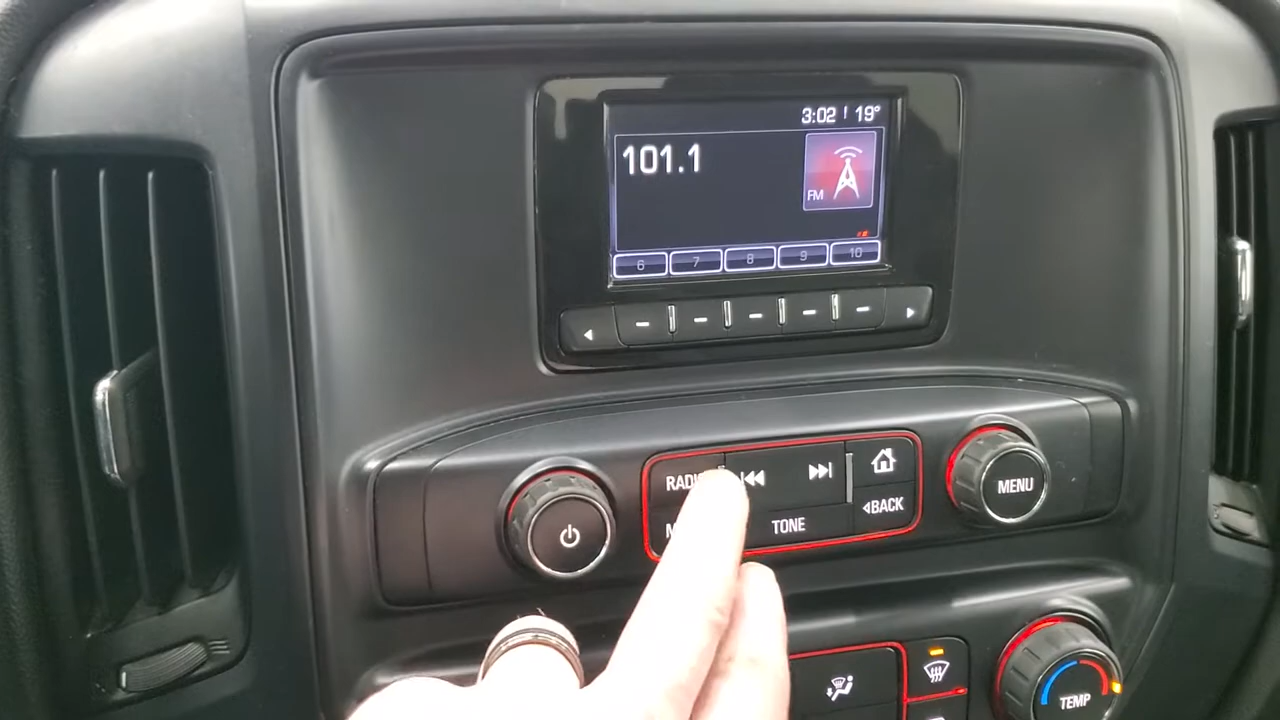 3:02 19°
101.1
FM
6 7 8 9 10
RADIO
MENU
BACK
TONE
TEMP